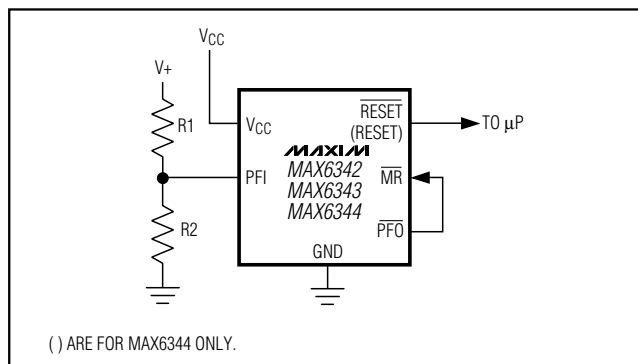 VCC
V+
R1
R2
VCC
PFI
RESET
(RESET)
MAXIM
MAX6342
MAX6343
MAX6344
MR
PFO
GND
TO μP
( ) ARE FOR MAX6344 ONLY.